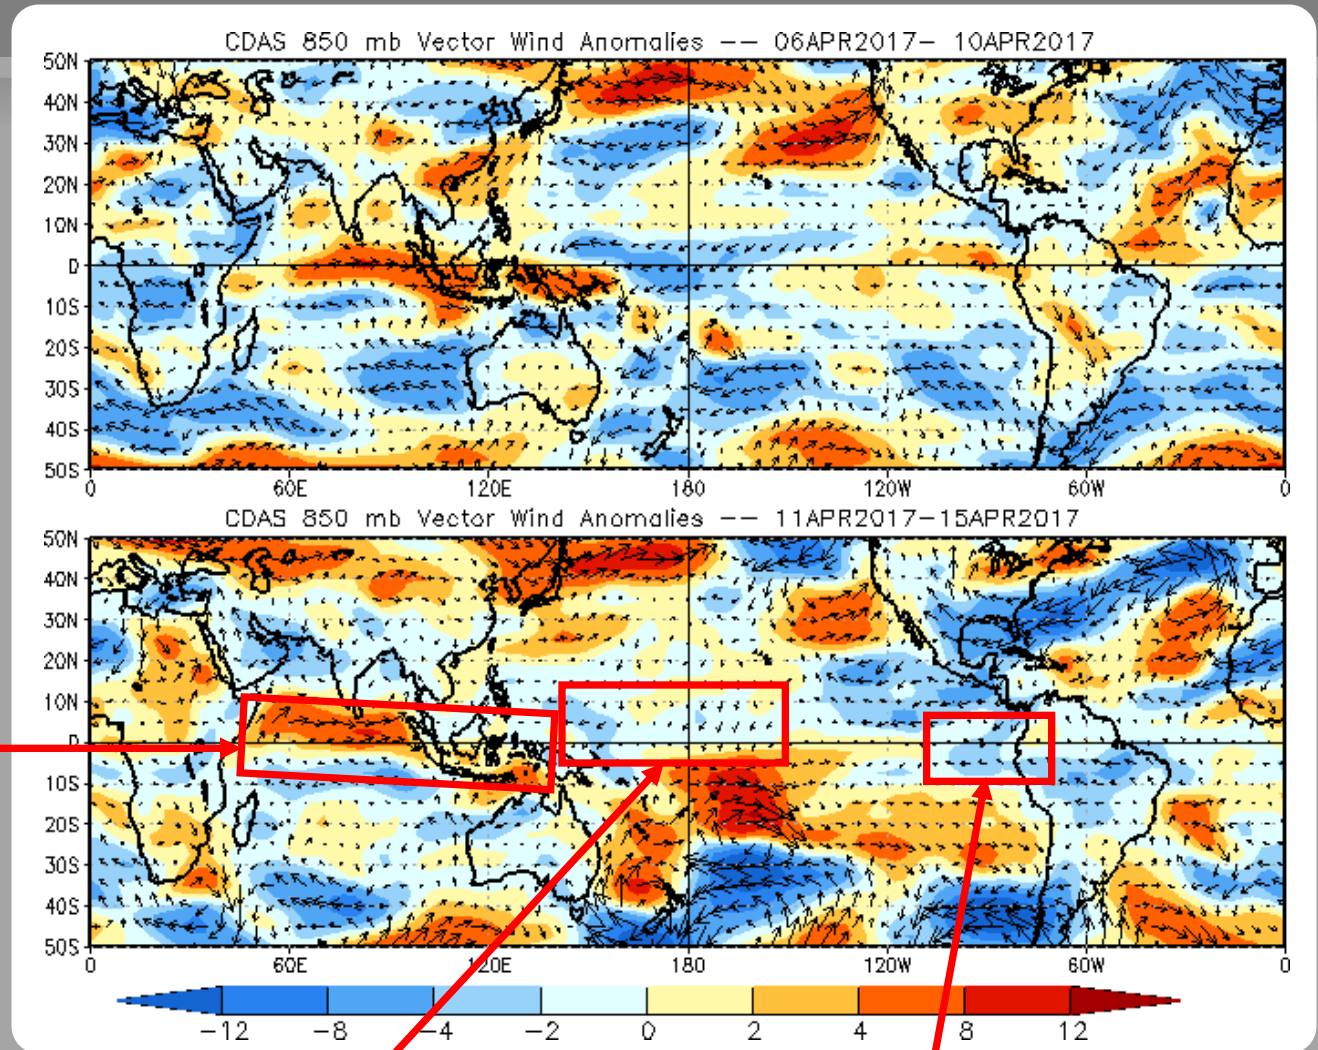 CDAS 850 mb Vector Wind Anomalies -- 06APR2017- 10APR2017
50N
40N
30N
20N
10N
0
10S
20S
30S
40S
50S
0 60E 120E 180 120W 60W 0
CDAS 850 mb Vector Wind Anomalies -- 11APR2017-15APR2017
50N
40N
30N
20N
10N
0
10S
20S
30S
40S
50S
0 60E 120E 180 120W 60W 0
-12 -8 -4 -2 0 2 4 8 12